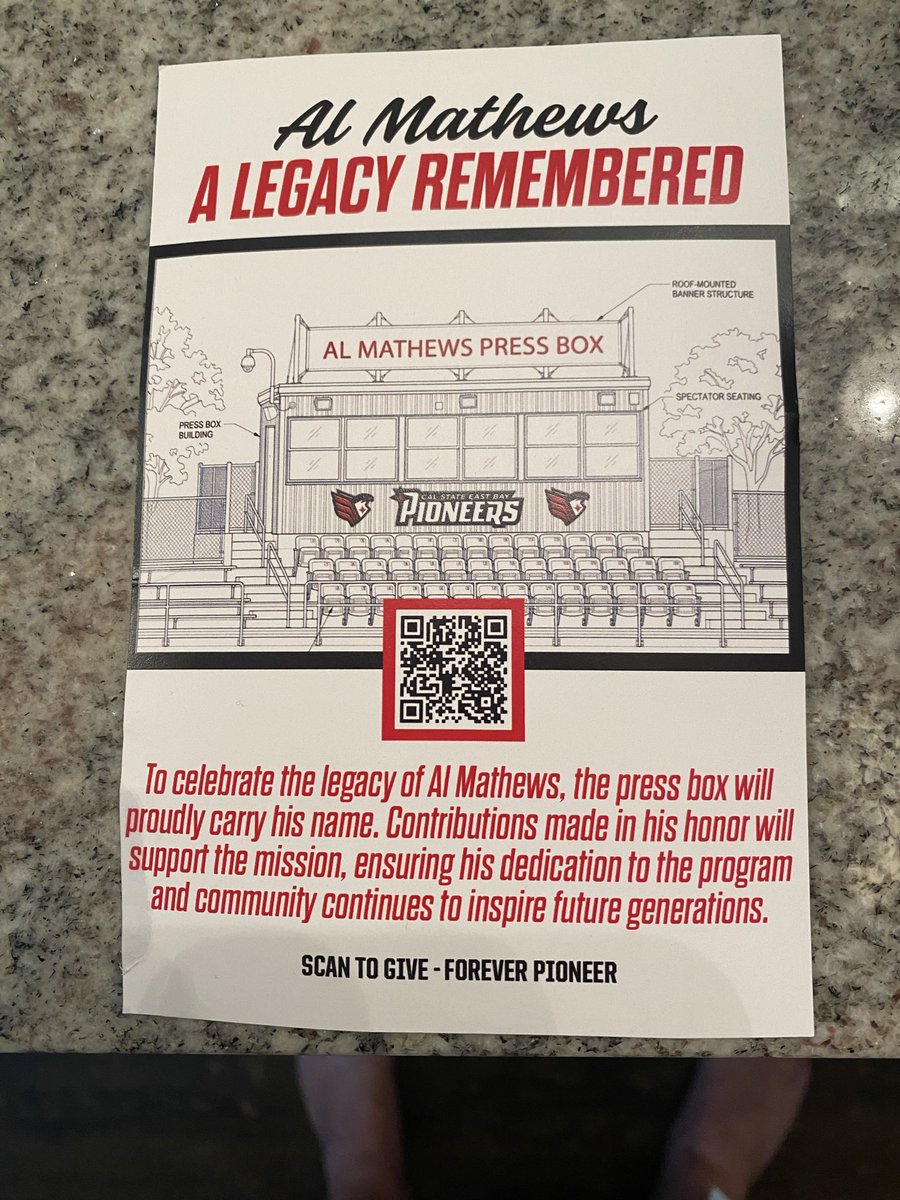 Al Mathews
A LEGACY REMEMBERED
ROOF-MOUNTED
BANNER STRUCTURE
AL MATHEWS PRESS BOX
SPECTATOR SEATING
PRESS BOX
BUILDING
CAL STATE EAST BAY
PIONEERS
To celebrate the legacy of Al Mathews, the press box will
proudly carry his name. Contributions made in his honor will
support the mission, ensuring his dedication to the program
and community continues to inspire future generations.
SCAN TO GIVE - FOREVER PIONEER